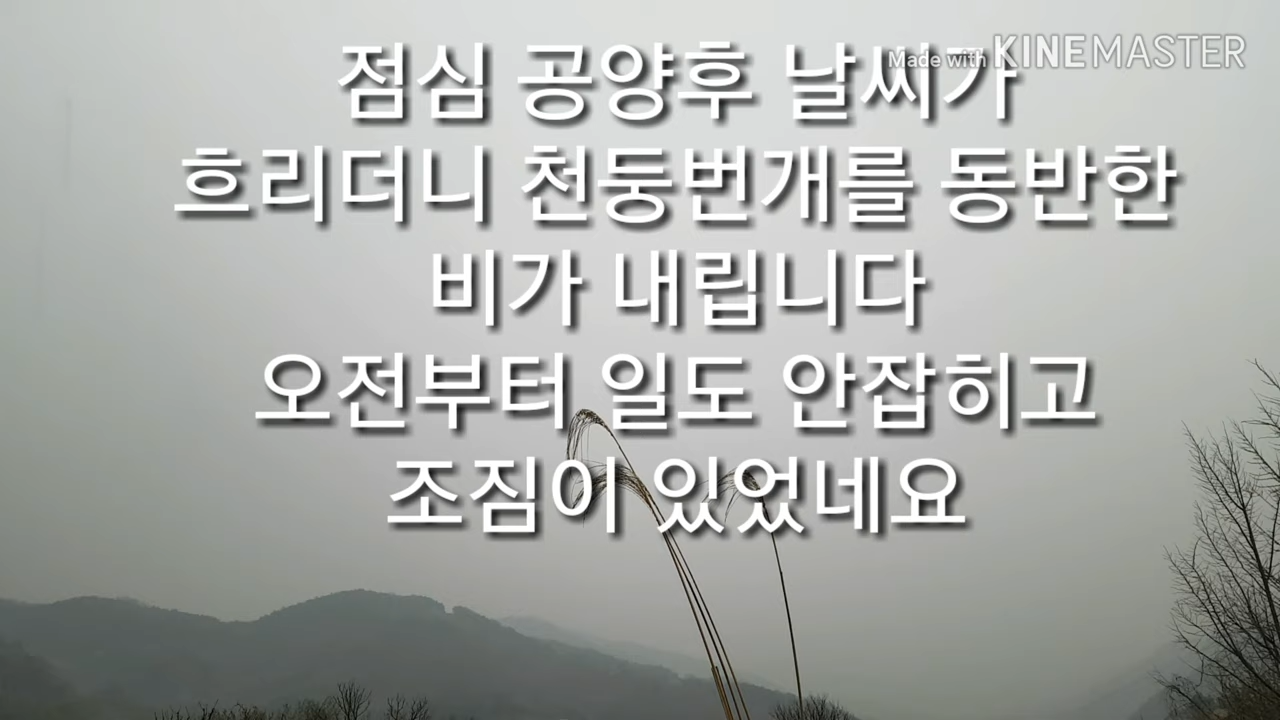 Made with KINEMASTER
점심 공양후 날씨가
흐리더니 천둥번개를 동반한
비가 내립니다
오전부터 일도 안잡히고
조짐이 있었네요